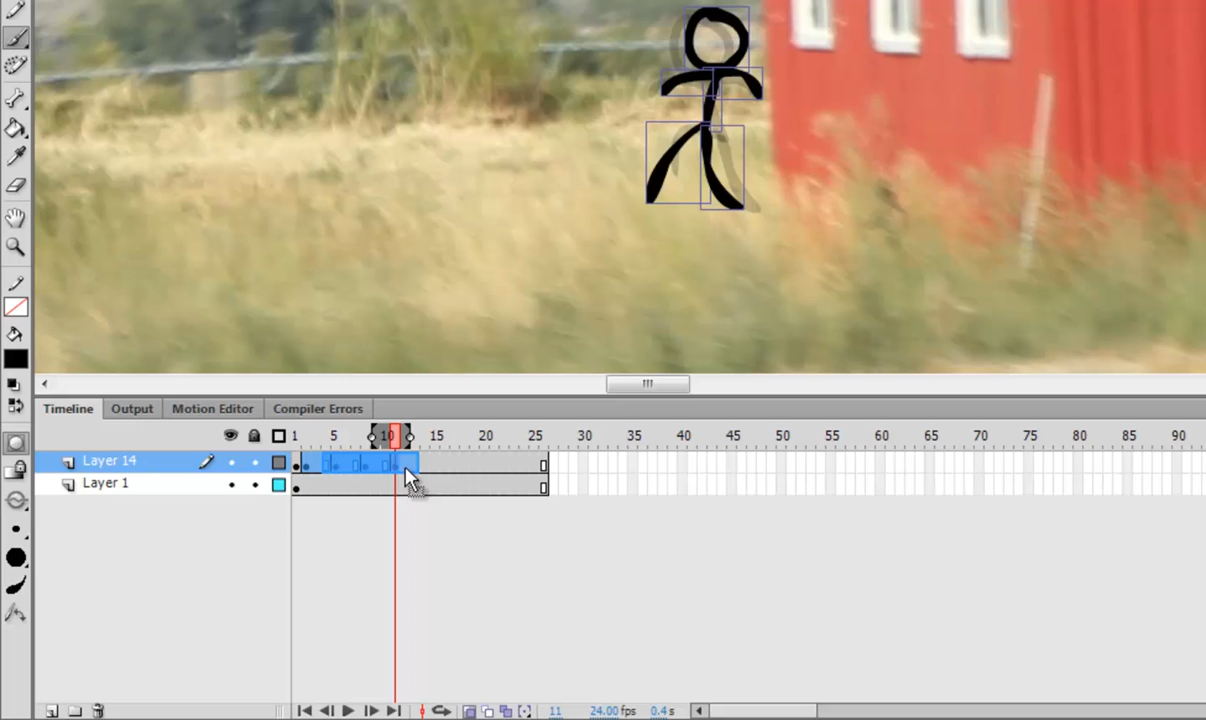 Timeline Output Motion Editor Compiler Errors
1 5 10 15 20 25 30 35 40 45 50 55 60 65 70 75 80 85 90
Layer 14
Layer 1
11 24.00 fps 0.4 s